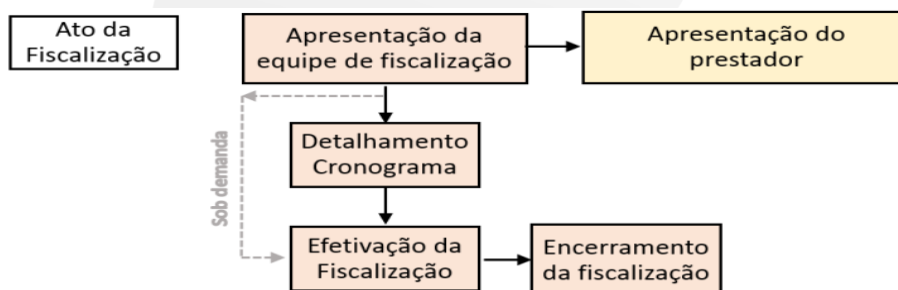 Ato da
Fiscalização
Apresentação da
equipe de fiscalização
Apresentação do
prestador
Sob demanda
Detalhamento
Cronograma
Efetivação da
Fiscalização
Encerramento
da fiscalização